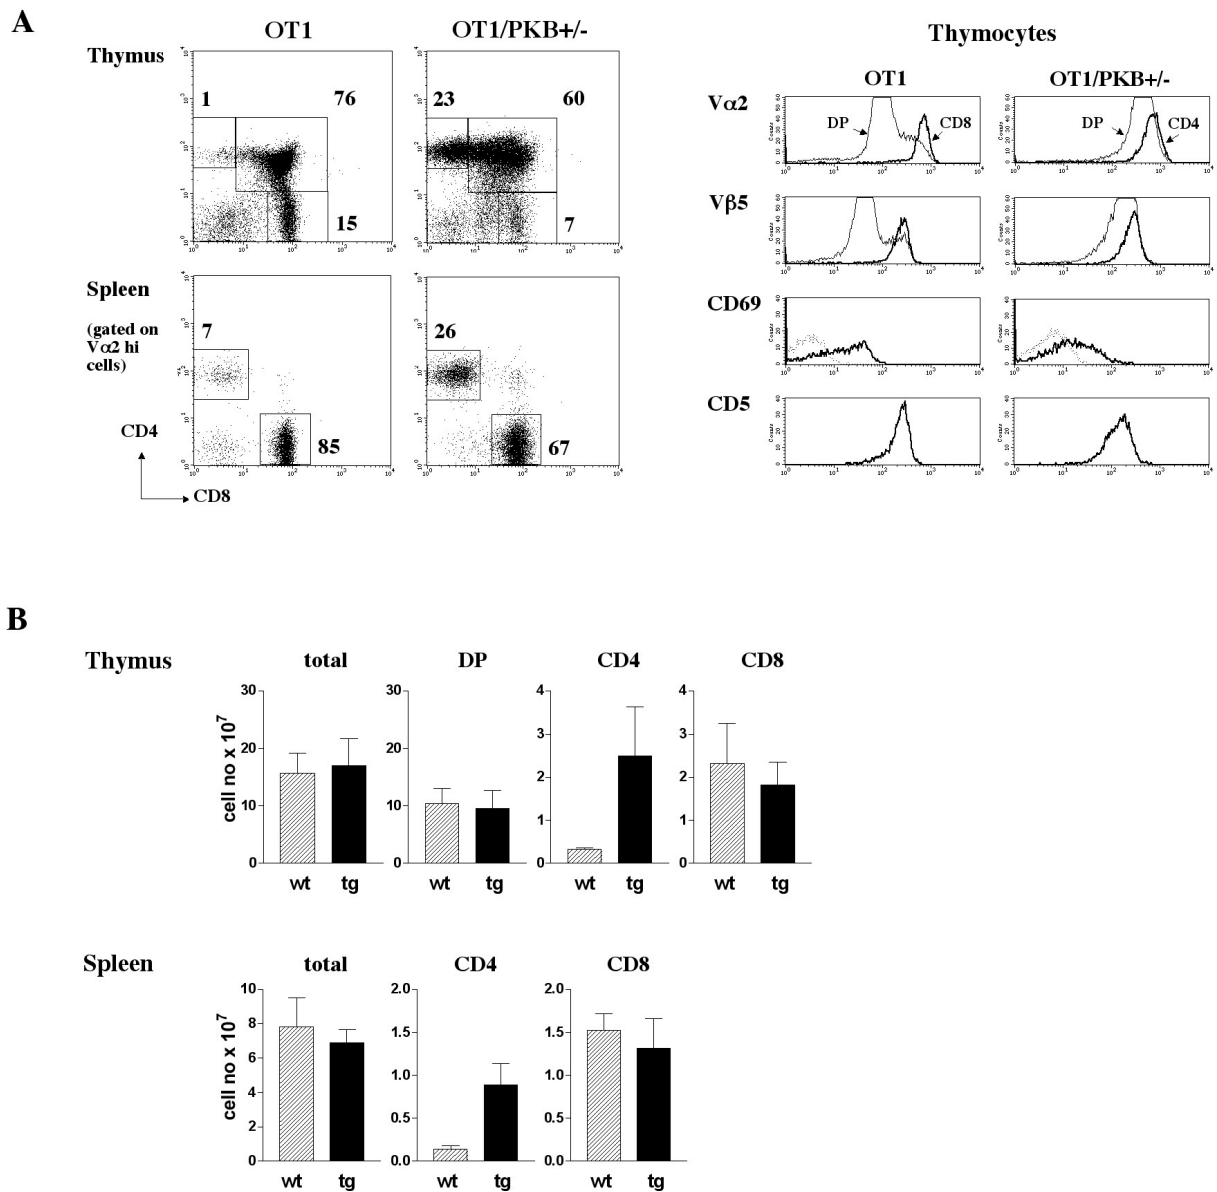 A
OT1
OT1/PKB+/-
Thymus
1
76
23
60
15
7
Spleen
(gated on
Vα2 hi
cells)
7
26
85
67
CD4
CD8
Thymocytes
OT1
OT1/PKB+/-
Vα2
DP
CD8
DP
CD4
Vβ5
CD69
CD5
B
Thymus
total
DP
CD4
CD8
cell no x 10⁷
30
20
10
0
wt tg
30
20
10
0
wt tg
4
3
2
1
0
wt tg
4
3
2
1
0
wt tg
Spleen
total
CD4
CD8
cell no x 10⁷
10
8
6
4
2
0
wt tg
2.0
1.5
1.0
0.5
0.0
wt tg
2.0
1.5
1.0
0.5
0.0
wt tg